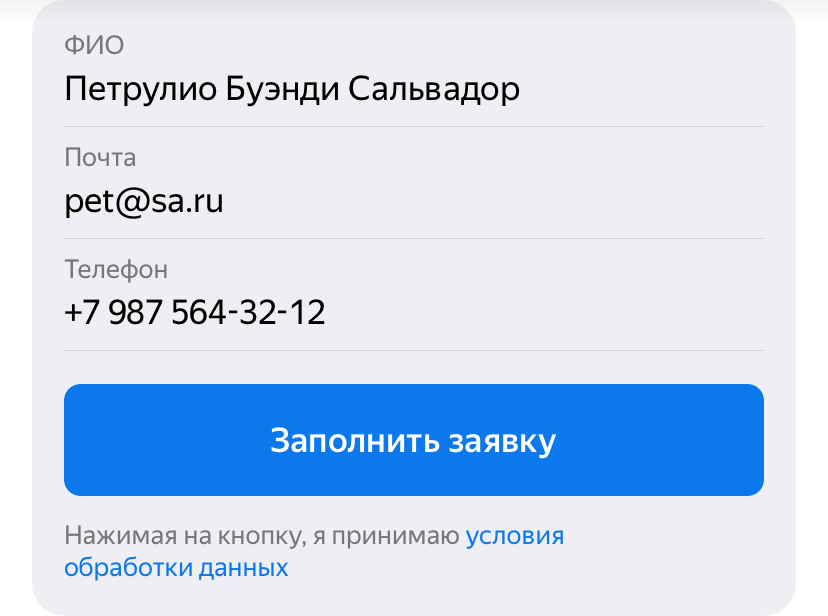 ФИО
Петрулио Буэнди Сальвадор
Почта
pet@sa.ru
Телефон
+7 987 564-32-12
Заполнить заявку
Нажимая на кнопку, я принимаю условия
обработки данных